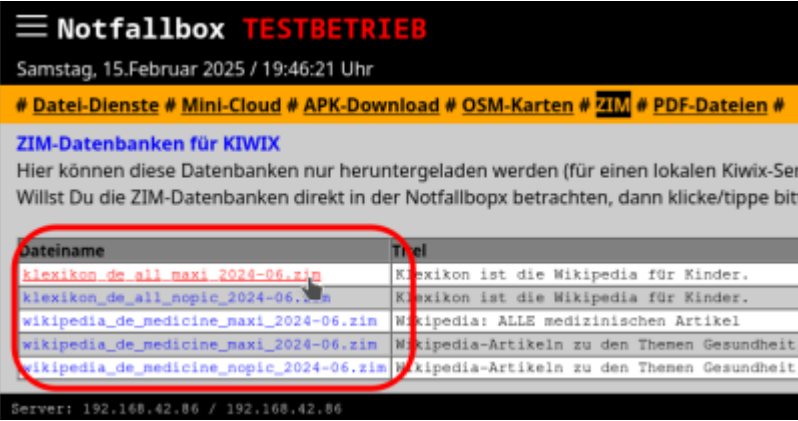 Notfallbox TESTBETRIEB
Samstag, 15.Februar 2025 / 19:46:21 Uhr
# Datei-Dienste # Mini-Cloud # APK-Download # OSM-Karten # ZIM # PDF-Dateien #
ZIM-Datenbanken für KIWIX
Hier können diese Datenbanken nur heruntergeladen werden (für einen lokalen Kiwix-Ser
Willst Du die ZIM-Datenbanken direkt in der Notfallbopx betrachten, dann klicke/tippe bit
Dateiname Titel
klexikon_de_all_maxi_2024-06.zim Klexikon ist die Wikipedia für Kinder.
klexikon_de_all_nopic_2024-06.zim Klexikon ist die Wikipedia für Kinder.
wikipedia_de_medicine_maxi_2024-06.zim Wikipedia: ALLE medizinischen Artikel
wikipedia_de_medicine_maxi_2024-06.zim Wikipedia-Artikeln zu den Themen Gesundheit
wikipedia_de_medicine_nopic_2024-06.zim Wikipedia-Artikeln zu den Themen Gesundheit
Server: 192.168.42.86 / 192.168.42.86